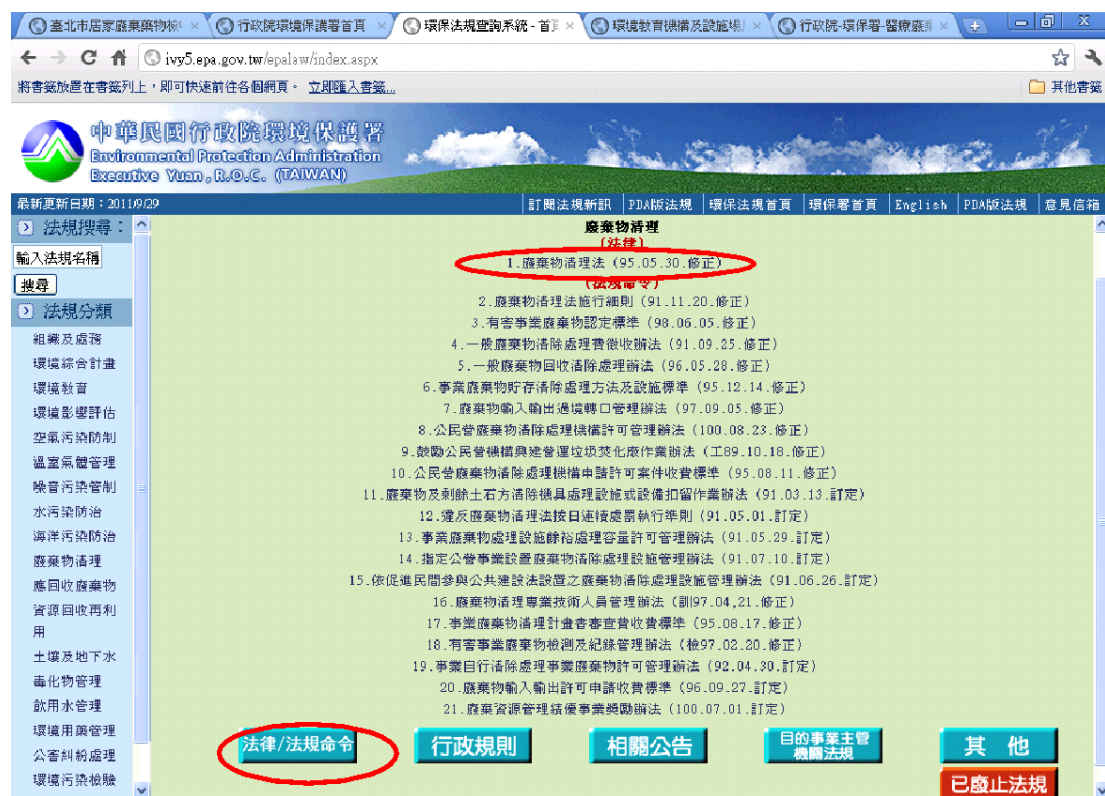 臺北市居家廢棄藥物檢
行政院環境保護署首頁
環保法規查詢系統 - 首頁
環境教育機構及設施場
行政院-環保署-醫療廢棄
ivy5.epa.gov.tw/epalaw/index.aspx
將書籤放置在書籤列上，即可快速前往各個網頁。 立即匯入書籤...
其他書籤
中華民國行政院環境保護署
Environmental Protection Administration
Executive Yuan, R.O.C. (TAIWAN)
最新更新日期：2011/9/29
訂閱法規新訊 PDA版法規 環保法規首頁 環保署首頁 English PDA版法規 意見信箱
法規搜尋：
輸入法規名稱
搜尋
法規分類
組織及處務
環境綜合計畫
環境教育
環境影響評估
空氣污染防制
溫室氣體管理
噪音污染管制
水污染防治
海洋污染防治
廢棄物清理
應回收廢棄物
資源回收再利
用
土壤及地下水
毒化物管理
飲用水管理
環境用藥管理
公害糾紛處理
環境污染檢驗
廢棄物清理
(法律)
1.廢棄物清理法 (95.05.30.修正)
(法規命令)
2.廢棄物清理法施行細則 (91.11.20.修正)
3.有害事業廢棄物認定標準 (98.06.05.修正)
4.一般廢棄物清除處理費徵收辦法 (91.09.25.修正)
5.一般廢棄物回收清除處理辦法 (96.05.28.修正)
6.事業廢棄物貯存清除處理方法及設施標準 (95.12.14.修正)
7.廢棄物輸入輸出過境轉口管理辦法 (97.09.05.修正)
8.公民營廢棄物清除處理機構許可管理辦法 (100.08.23.修正)
9.鼓勵公民營機構興建營運垃圾焚化廠作業辦法 (工89.10.18.修正)
10.公民營廢棄物清除處理機構申請許可案件收費標準 (95.08.11.修正)
11.廢棄物及剩餘土石方清除機具處理設施或設備扣留作業辦法 (91.03.13.訂定)
12.違反廢棄物清理法按日連續處罰執行準則 (91.05.01.訂定)
13.事業廢棄物處理設施餘裕處理容量許可管理辦法 (91.05.29.訂定)
14.指定公營事業設置廢棄物清除處理設施管理辦法 (91.07.10.訂定)
15.依促進民間參與公共建設法設置之廢棄物清除處理設施管理辦法 (91.06.26.訂定)
16.廢棄物清理專業技術人員管理辦法 (訓97.04,21.修正)
17.事業廢棄物清理計畫書審查費收費標準 (95.08.17.修正)
18.有害事業廢棄物檢測及紀錄管理辦法 (檢97.02.20.修正)
19.事業自行清除處理事業廢棄物許可管理辦法 (92.04.30.訂定)
20.廢棄物輸入輸出許可申請收費標準 (96.09.27.訂定)
21.廢棄資源管理績優事業獎勵辦法 (100.07.01.訂定)
法律/法規命令
行政規則
相關公告
目的事業主管
機關法規
其 他
已廢止法規